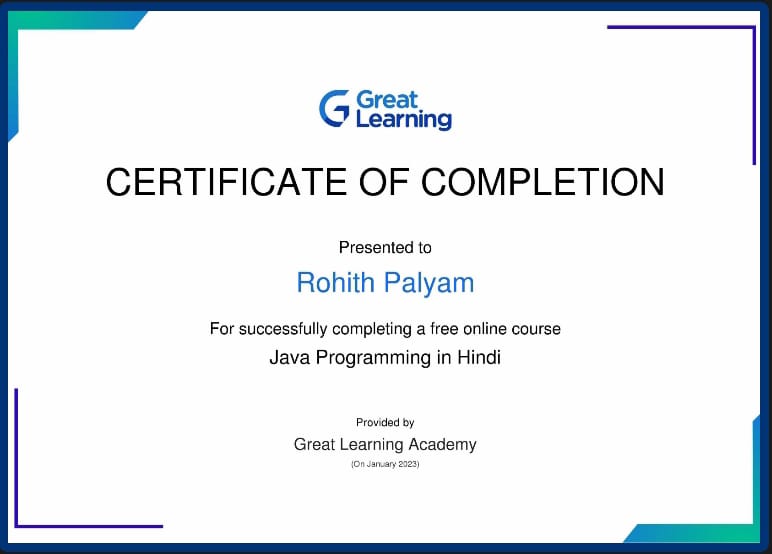 Great
Learning
CERTIFICATE OF COMPLETION
Presented to
Rohith Palyam
For successfully completing a free online course
Java Programming in Hindi
Provided by
Great Learning Academy
(On January 2023)